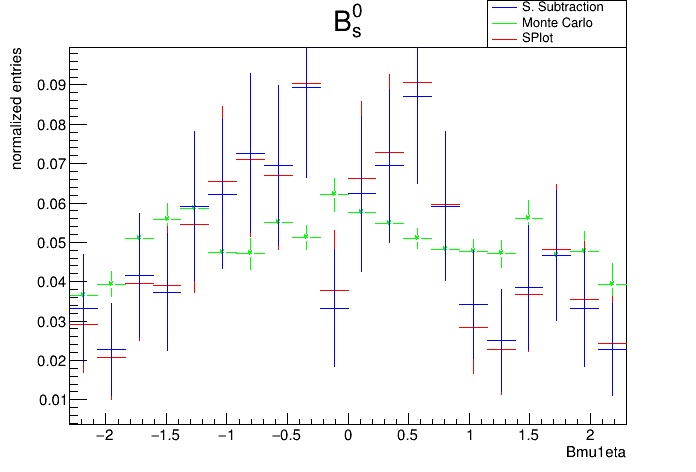 B⁰ₛ
S. Subtraction
Monte Carlo
SPlot
normalized entries
0.09
0.08
0.07
0.06
0.05
0.04
0.03
0.02
0.01
−2 −1.5 −1 −0.5 0 0.5 1 1.5 2
Bmu1eta